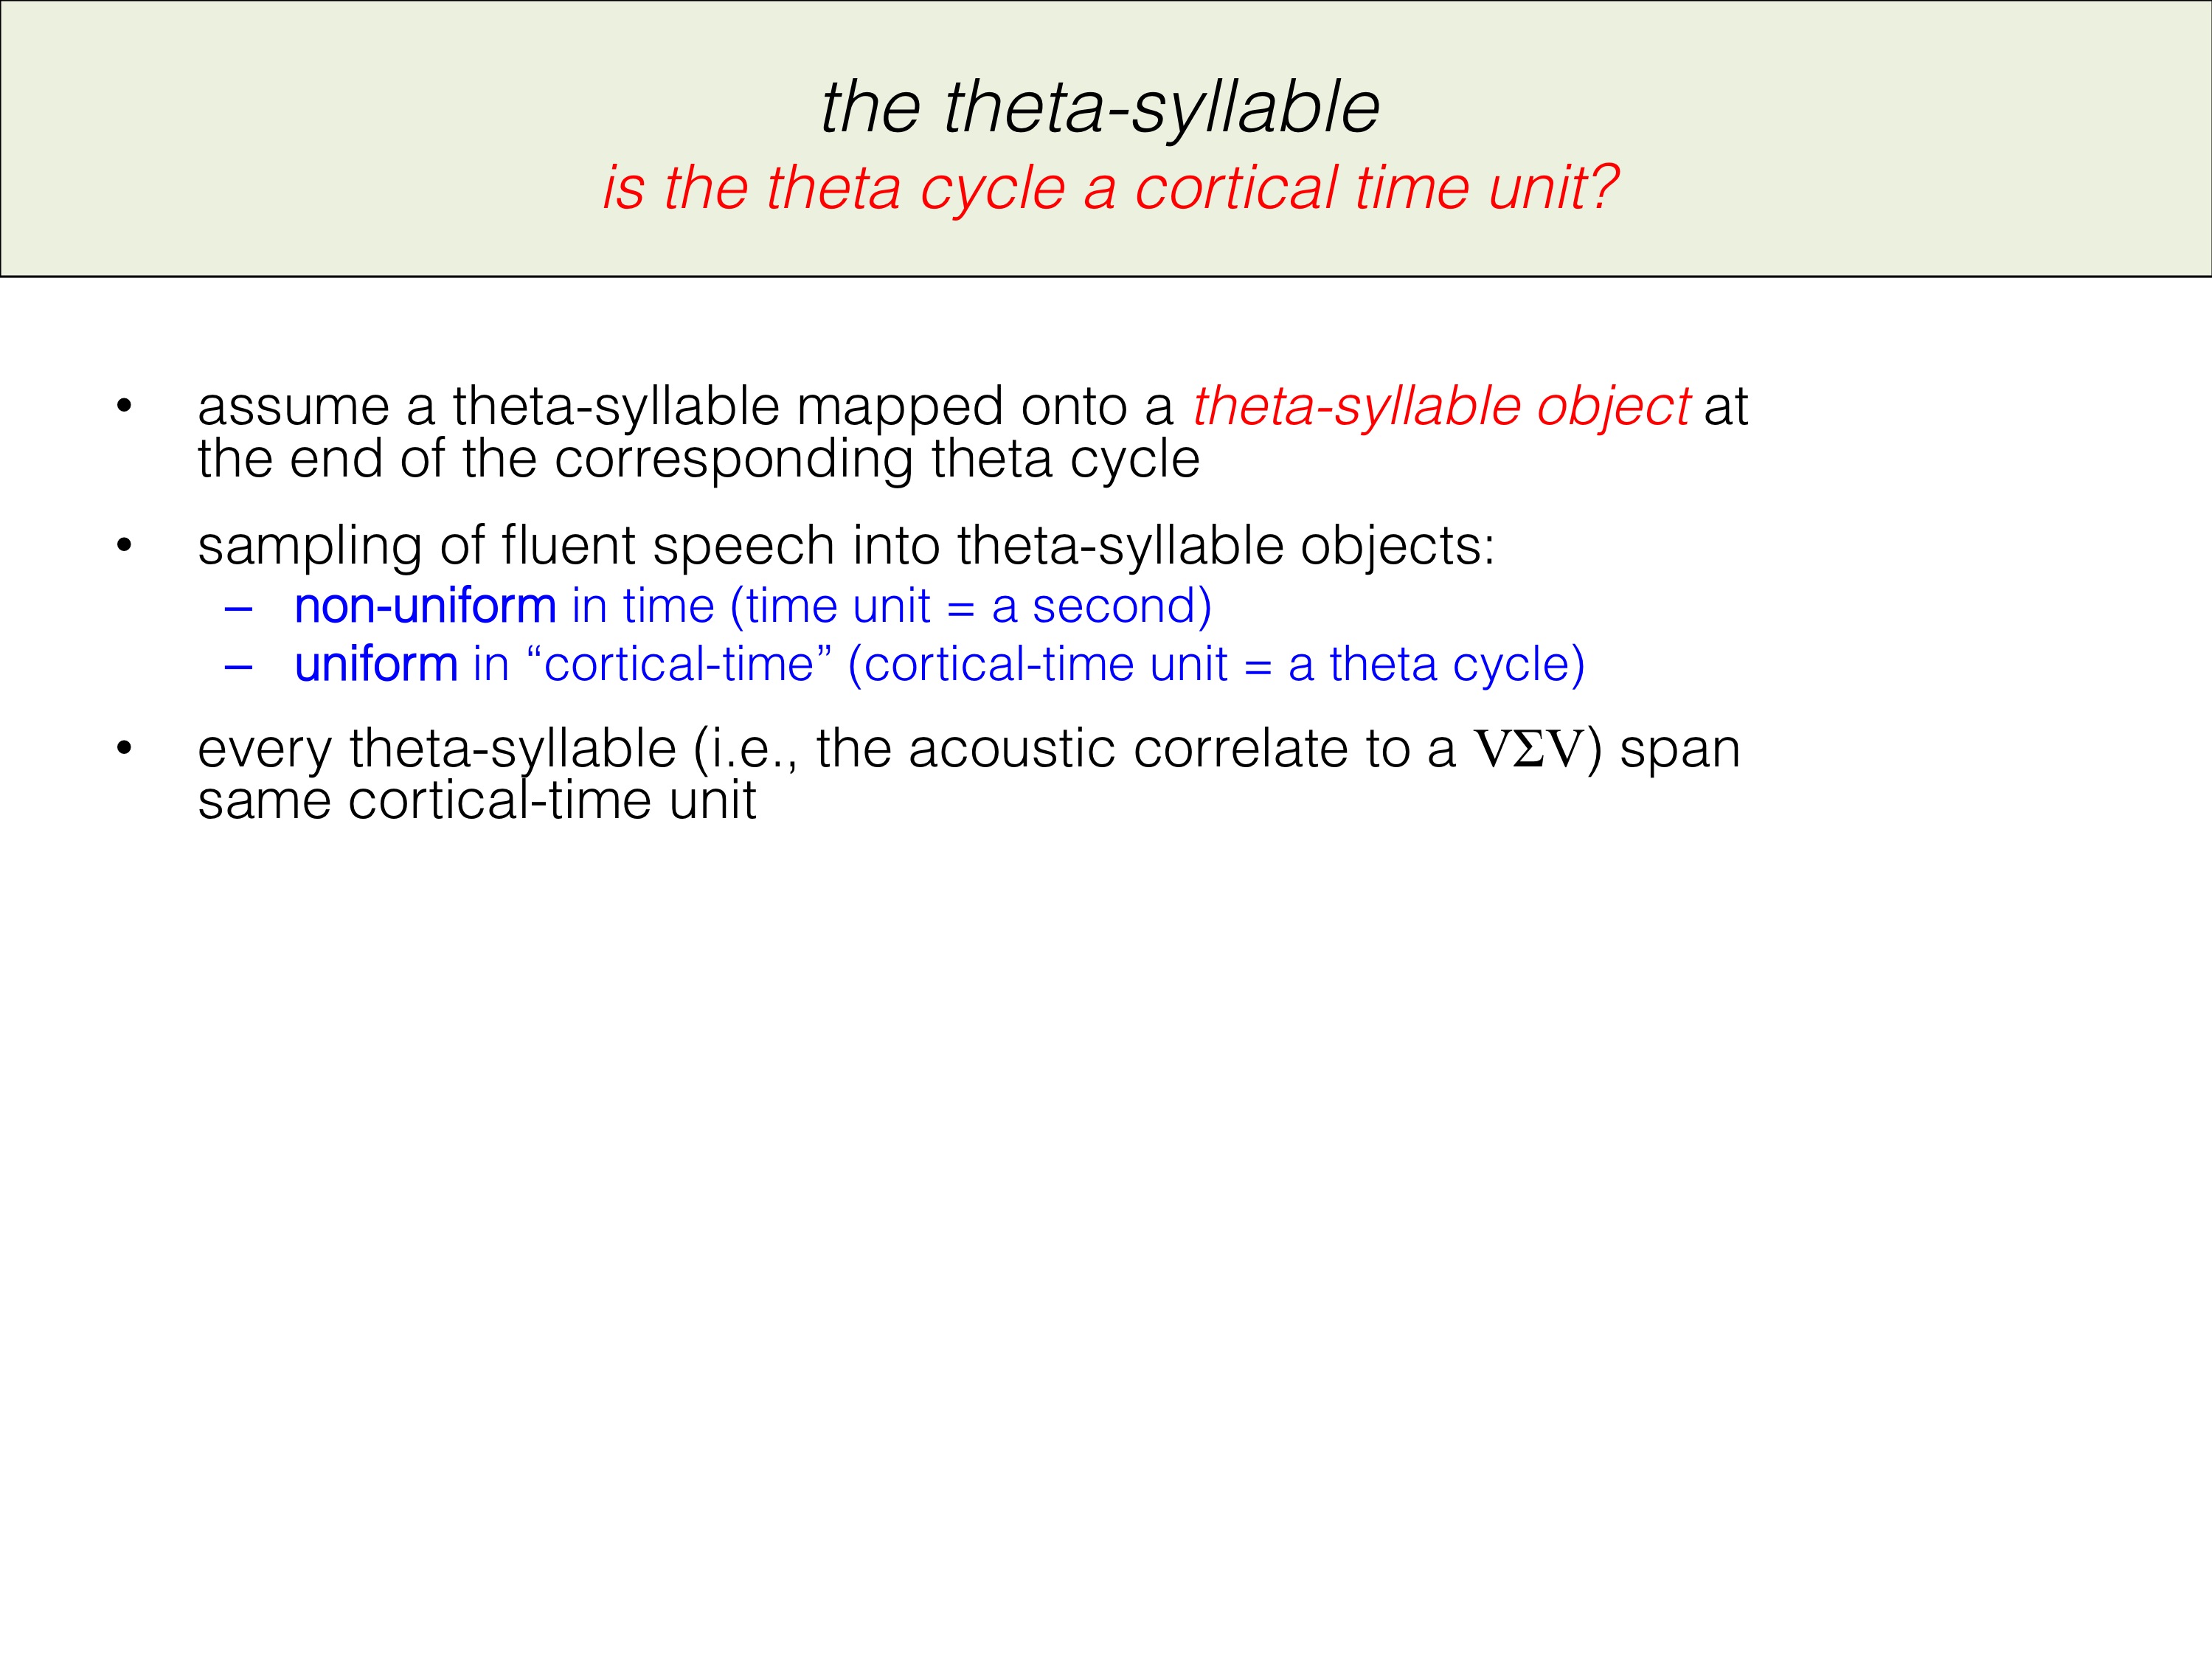 the theta-syllable
is the theta cycle a cortical time unit?
• assume a theta-syllable mapped onto a theta-syllable object at
the end of the corresponding theta cycle
• sampling of fluent speech into theta-syllable objects:
– non-uniform in time (time unit = a second)
– uniform in “cortical-time” (cortical-time unit = a theta cycle)
• every theta-syllable (i.e., the acoustic correlate to a VΣV) span
same cortical-time unit